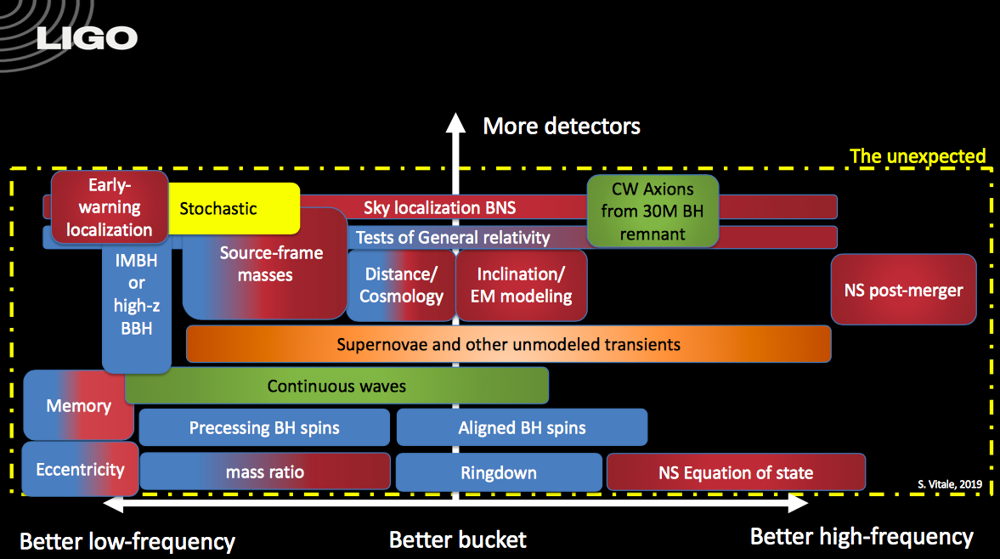 LIGO
More detectors
The unexpected
Early-
warning
localization
Stochastic
Sky localization BNS
CW Axions
from 30M BH
remnant
Tests of General relativity
IMBH
or
high-z
BBH
Source-frame
masses
Distance/
Cosmology
Inclination/
EM modeling
NS post-merger
Supernovae and other unmodeled transients
Continuous waves
Memory
Precessing BH spins
Aligned BH spins
Eccentricity
mass ratio
Ringdown
NS Equation of state
S. Vitale, 2019
Better low-frequency
Better bucket
Better high-frequency